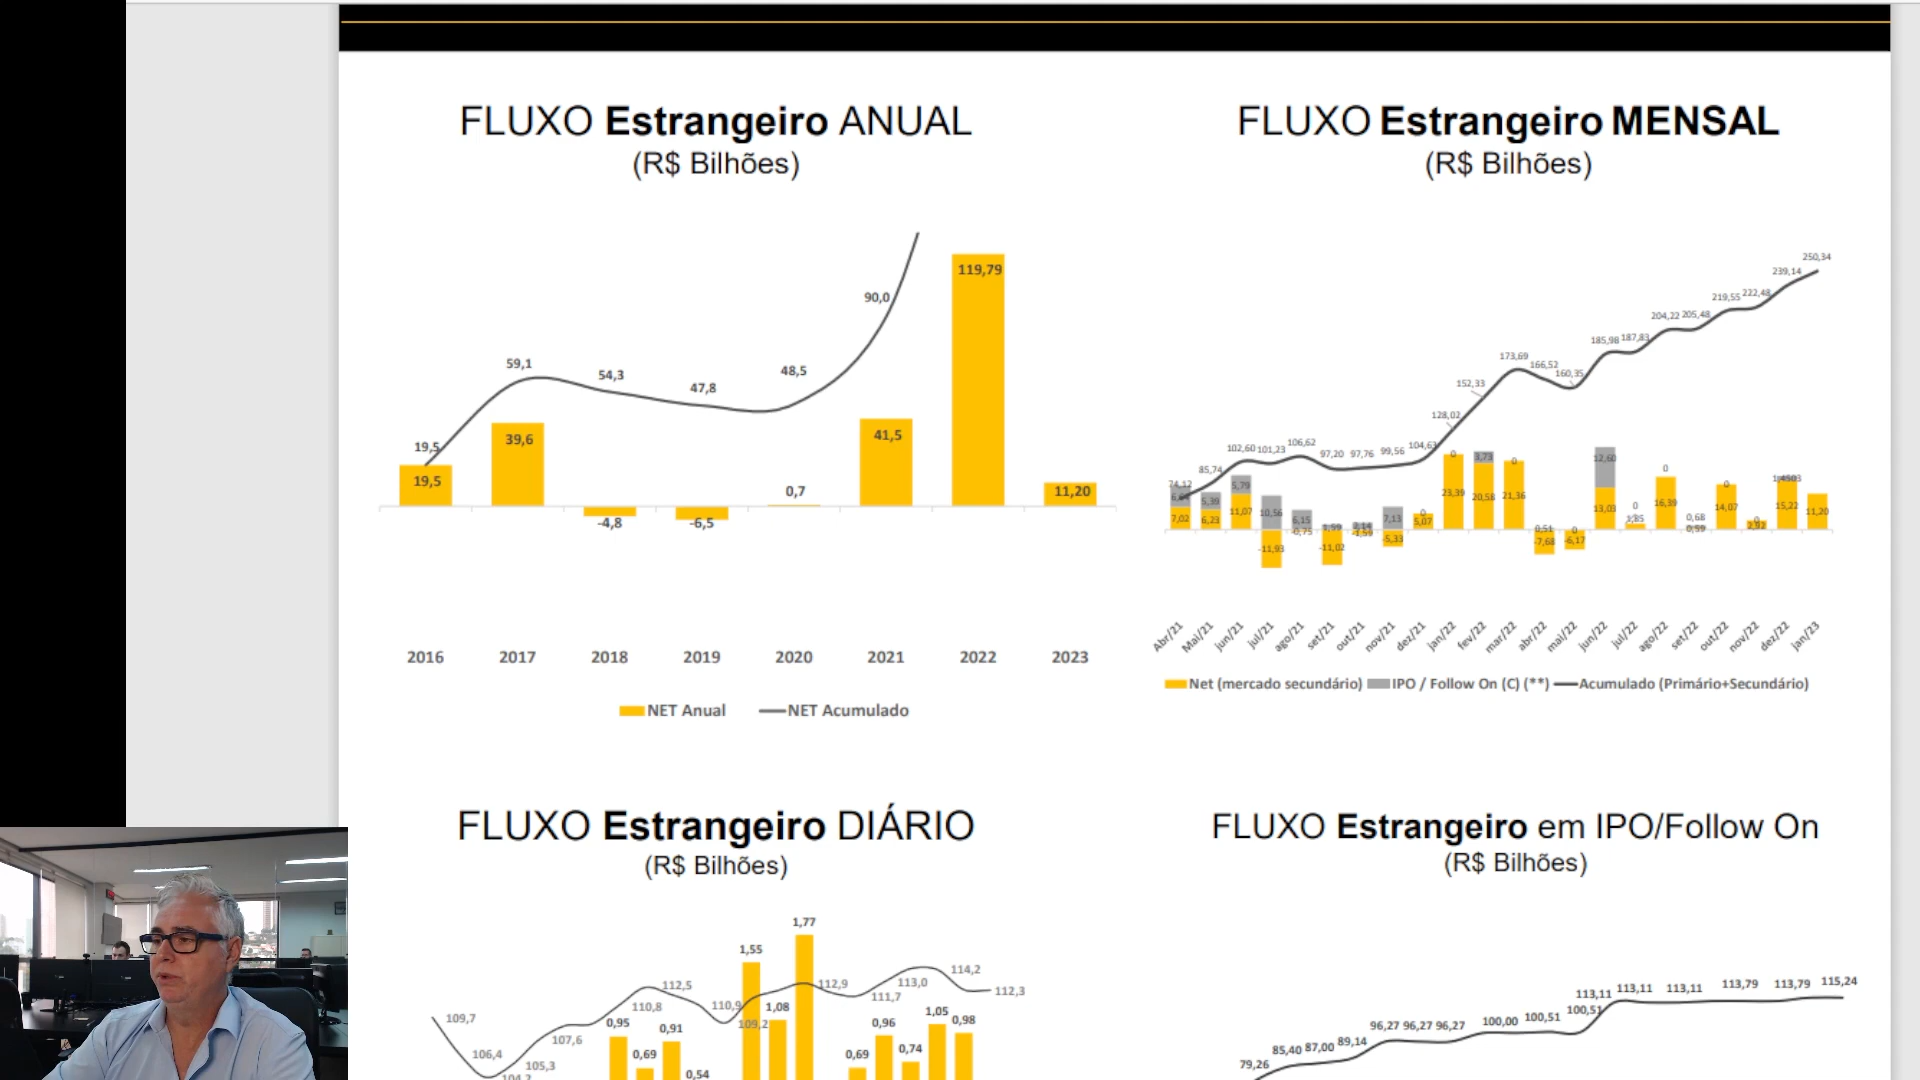 FLUXO Estrangeiro ANUAL
(R$ Bilhões)
119,79
90,0
59,1
54,3
47,8
48,5
19,5
19,5
39,6
-4,8
-6,5
0,7
41,5
11,20
2016 2017 2018 2019 2020 2021 2022 2023
NET Anual NET Acumulado
FLUXO Estrangeiro MENSAL
(R$ Bilhões)
250,34
239,14
219,55 222,48
204,22 205,48
185,98 187,83
173,69
166,52
160,35
152,33
128,02
102,60 101,23 106,62 97,20 97,76 99,56 104,63
85,74
74,12
0 3,73 0 12,60 0 0
5,39 5,79 10,56 6,15 7,13
7,02 6,23 11,07 23,39 20,58 21,36 13,03 16,39 14,07 15,22 11,20
0 5,07 0,51 0 0 0,68 0
-11,93 -0,75 -11,02 -5,33 -7,68 -6,17
Abr/21 Mai/21 jun/21 jul/21 ago/21 set/21 out/21 nov/21 dez/21 jan/22 fev/22 mar/22 abr/22 mai/22 jun/22 jul/22 ago/22 set/22 out/22 nov/22 dez/22 jan/23
Net (mercado secundário) IPO / Follow On (C) (**) Acumulado (Primário+Secundário)
FLUXO Estrangeiro DIÁRIO
(R$ Bilhões)
1,77
1,55
114,2
112,5 112,9 113,0 112,3
109,7 110,8 110,9 1,08 111,7
107,6 0,95 0,91 109,2 0,96 1,05 0,98
106,4 105,3 0,69 0,69 0,74
0,54
FLUXO Estrangeiro em IPO/Follow On
(R$ Bilhões)
113,11 113,11 113,11 113,79 113,79 115,24
96,27 96,27 96,27 100,00 100,51 100,51
79,26 85,40 87,00 89,14